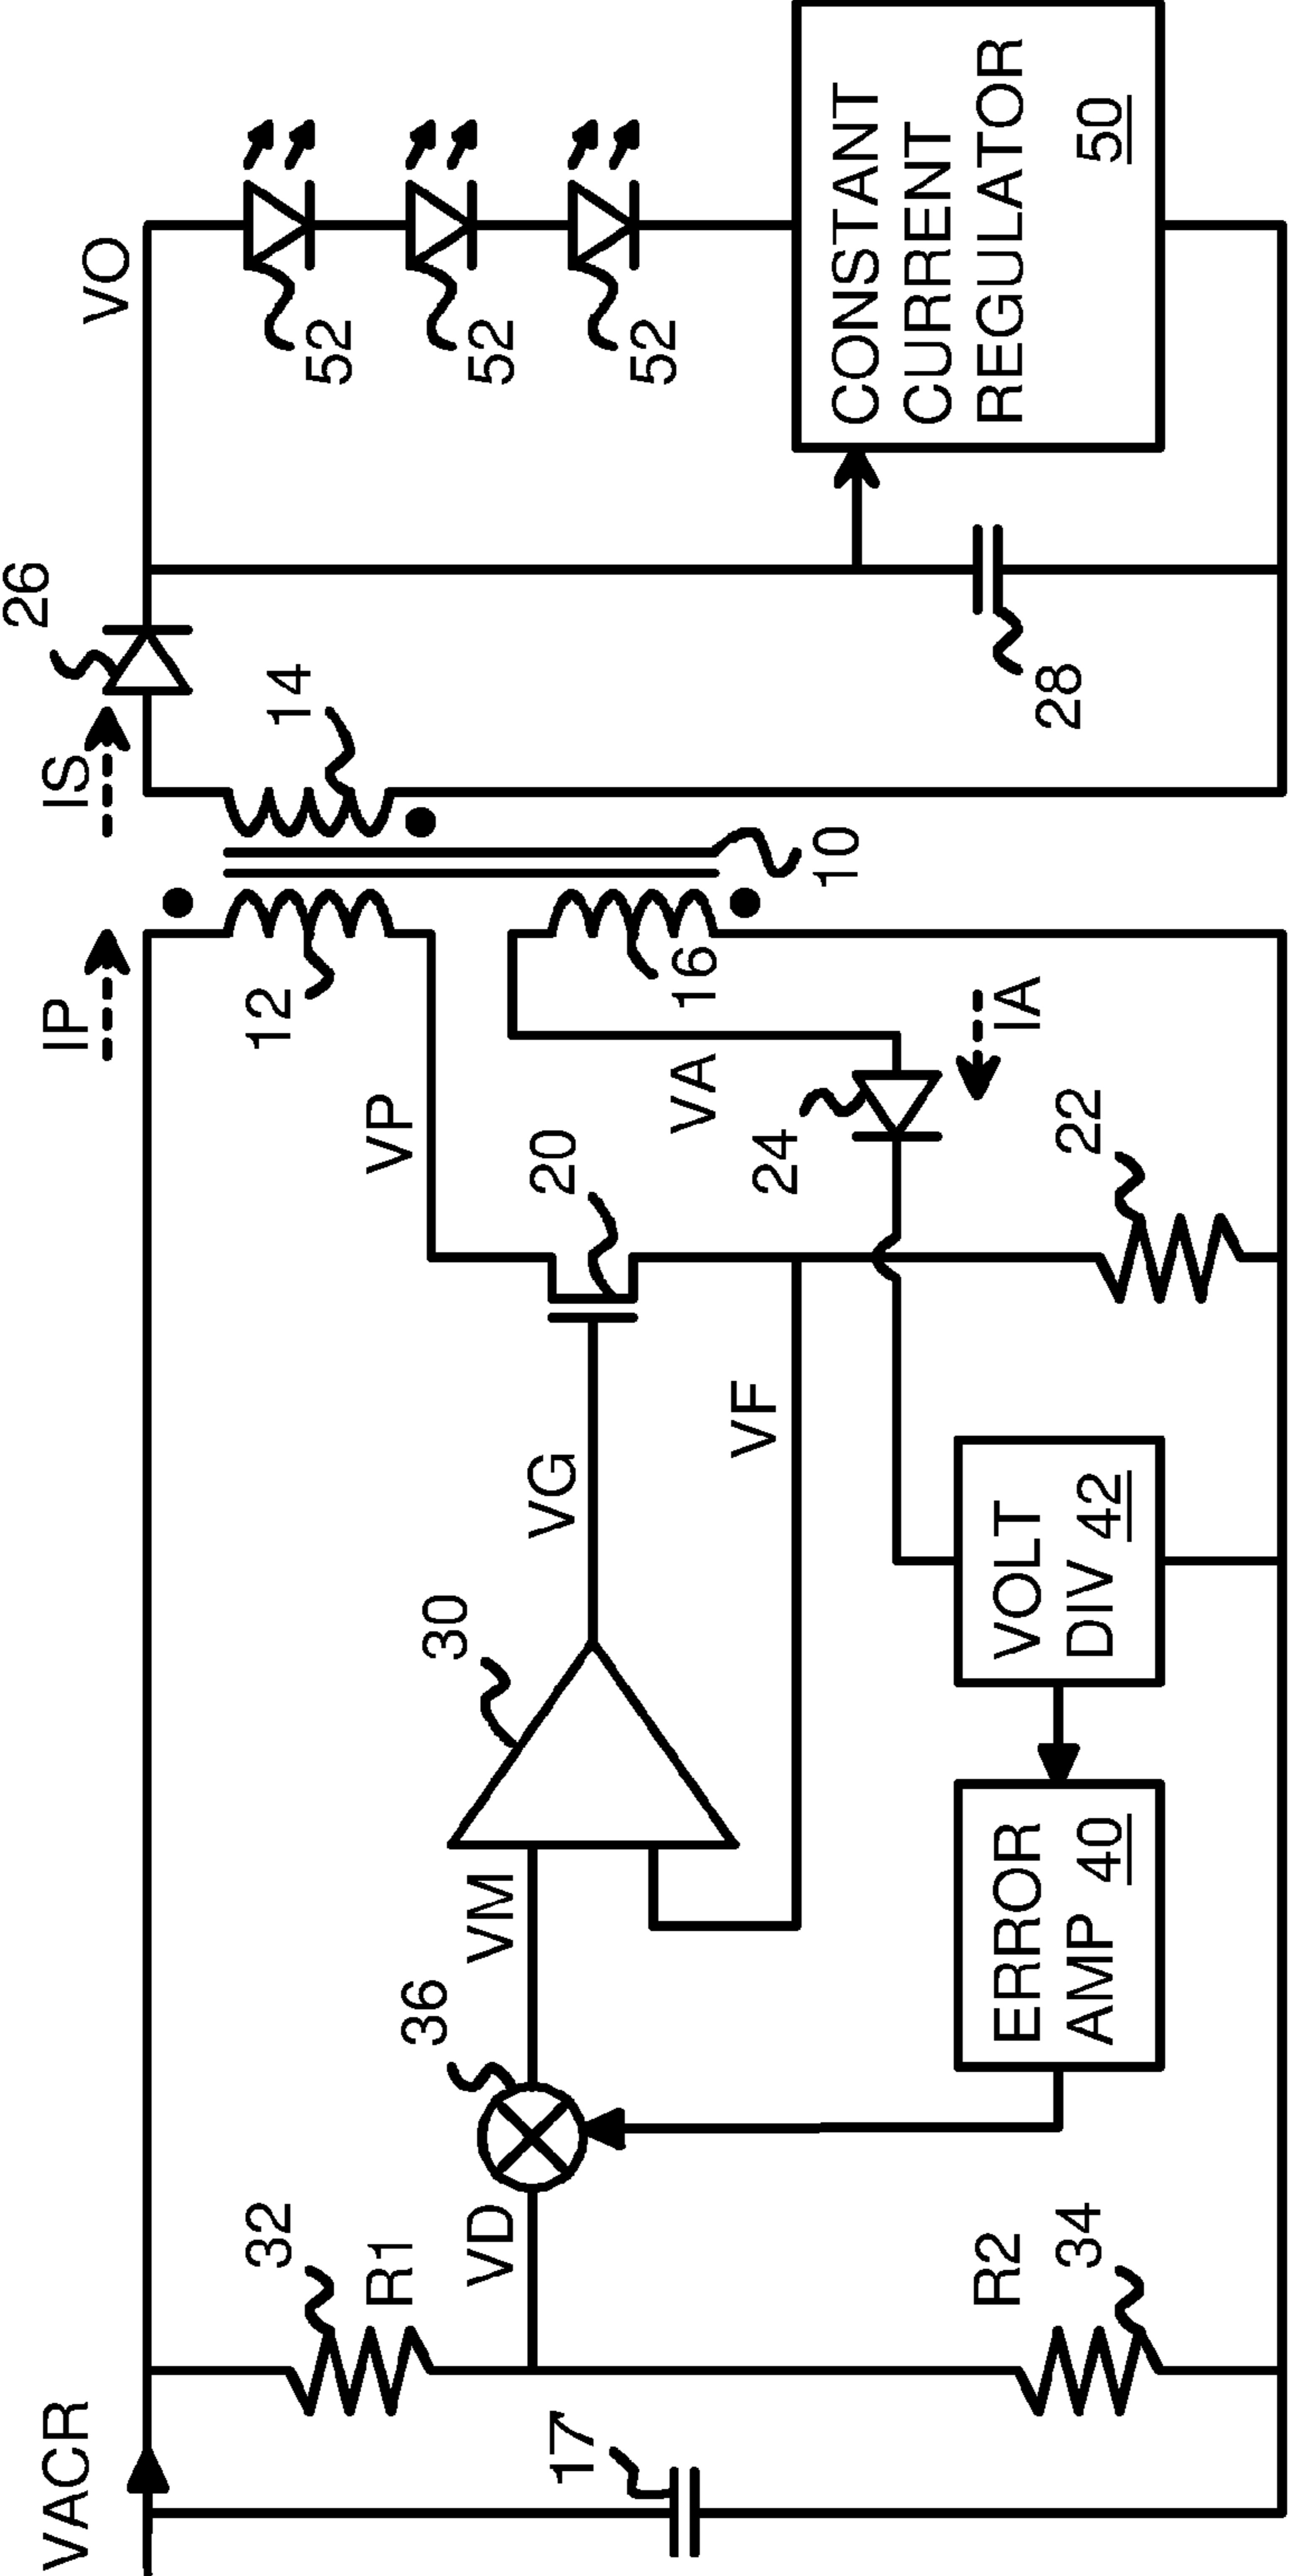 VACR
17
32
R1
VD
R2
34
36
VM
ERROR
AMP 40
30
VG
VF
VOLT
DIV 42
IP
12
VP
20
VA
16
24
IA
22
10
IS
14
26
28
VO
52
52
52
CONSTANT
CURRENT
REGULATOR
50